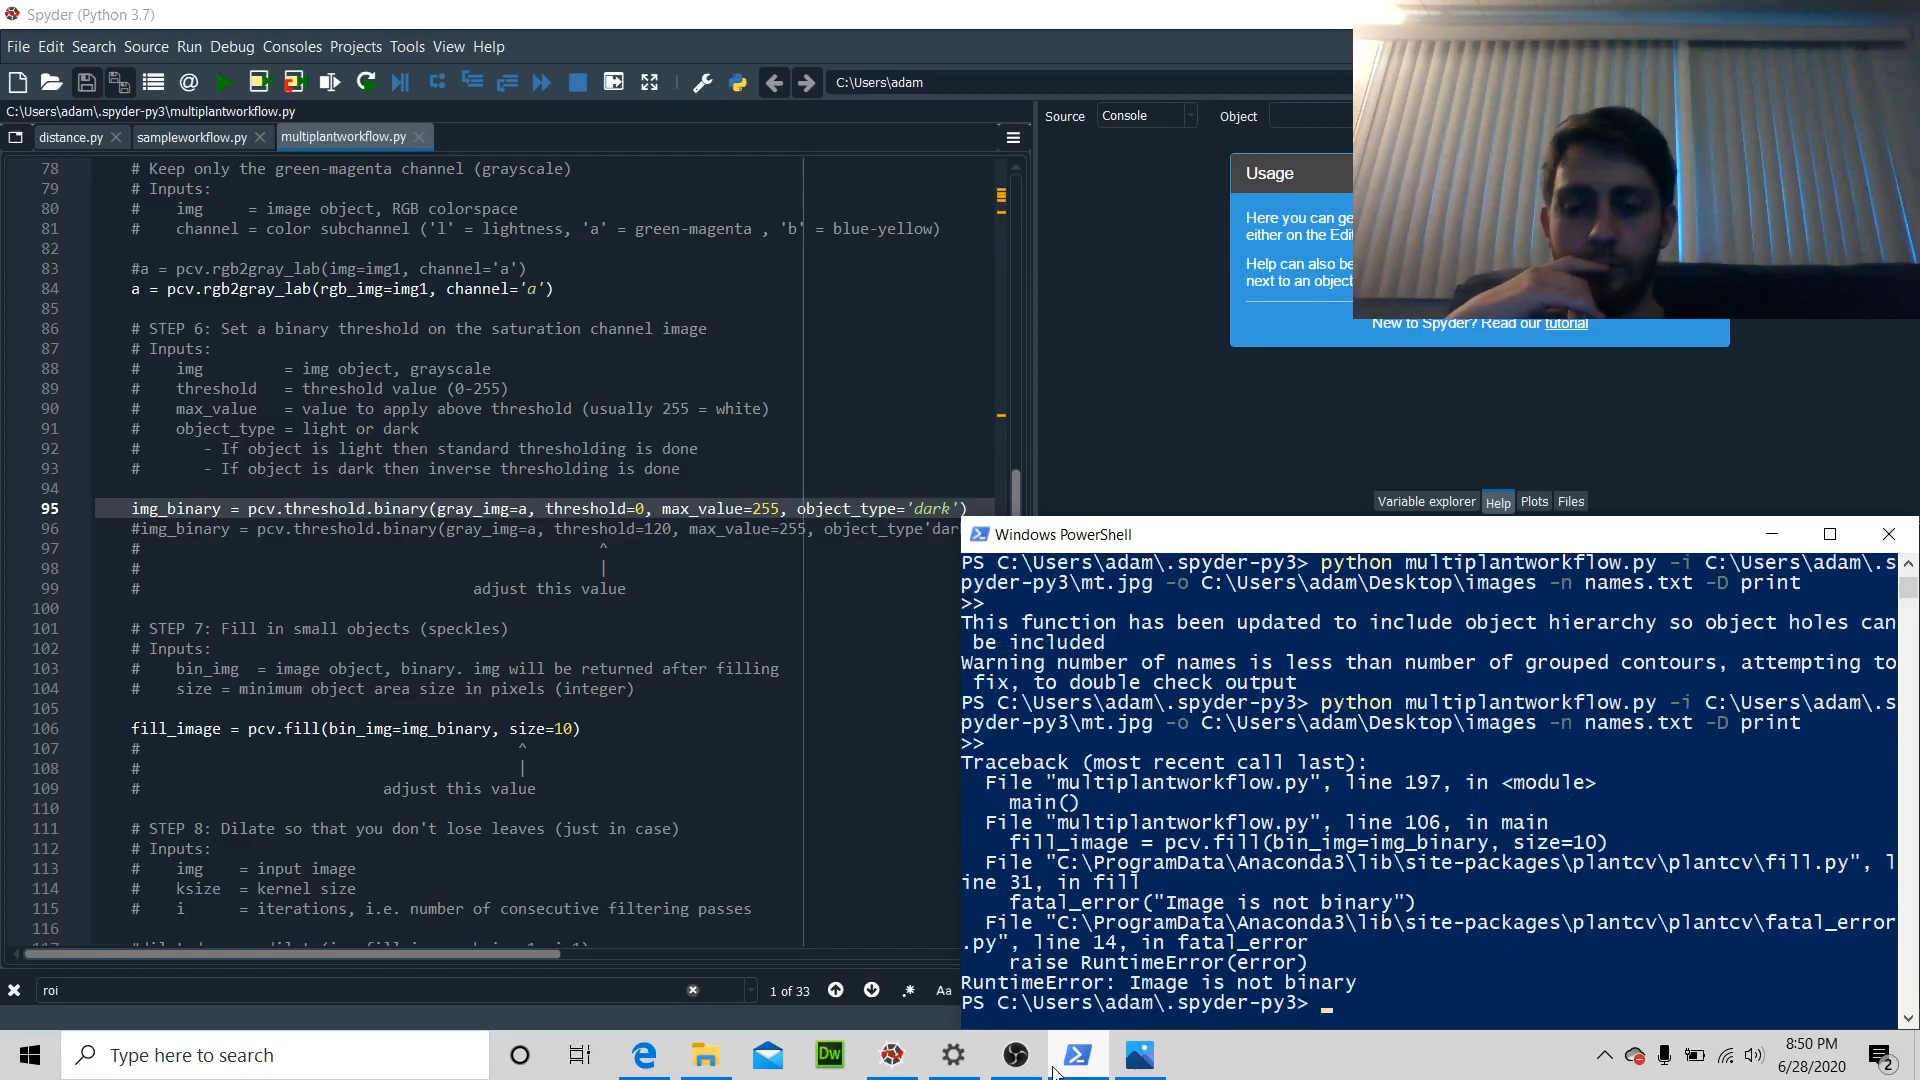 Spyder (Python 3.7)
File Edit Search Source Run Debug Consoles Projects Tools View Help
C:\Users\adam
C:\Users\adam\.spyder-py3\multiplantworkflow.py
distance.py
sampleworkflow.py
multiplantworkflow.py
78 # Keep only the green-magenta channel (grayscale)
79 # Inputs:
80 # img = image object, RGB colorspace
81 # channel = color subchannel ('l' = lightness, 'a' = green-magenta , 'b' = blue-yellow)
82
83 #a = pcv.rgb2gray_lab(img=img1, channel='a')
84 a = pcv.rgb2gray_lab(rgb_img=img1, channel='a')
85
86 # STEP 6: Set a binary threshold on the saturation channel image
87 # Inputs:
88 # img = img object, grayscale
89 # threshold = threshold value (0-255)
90 # max_value = value to apply above threshold (usually 255 = white)
91 # object_type = light or dark
92 # - If object is light then standard thresholding is done
93 # - If object is dark then inverse thresholding is done
94
95 img_binary = pcv.threshold.binary(gray_img=a, threshold=0, max_value=255, object_type='dark')
96 #img_binary = pcv.threshold.binary(gray_img=a, threshold=120, max_value=255, object_type'dar
97 # ^
98 # |
99 # adjust this value
100
101 # STEP 7: Fill in small objects (speckles)
102 # Inputs:
103 # bin_img = image object, binary. img will be returned after filling
104 # size = minimum object area size in pixels (integer)
105
106 fill_image = pcv.fill(bin_img=img_binary, size=10)
107 # ^
108 # |
109 # adjust this value
110
111 # STEP 8: Dilate so that you don't lose leaves (just in case)
112 # Inputs:
113 # img = input image
114 # ksize = kernel size
115 # i = iterations, i.e. number of consecutive filtering passes
116
roi
1 of 33
.*
Aa
Source Console Object
Usage
Here you can ge
either on the Edit
Help can also be
next to an object
New to Spyder? Read our tutorial
Variable explorer Help Plots Files
Windows PowerShell
PS C:\Users\adam\.spyder-py3> python multiplantworkflow.py -i C:\Users\adam\.s
pyder-py3\mt.jpg -o C:\Users\adam\Desktop\images -n names.txt -D print
>>
This function has been updated to include object hierarchy so object holes can
be included
Warning number of names is less than number of grouped contours, attempting to
fix, to double check output
PS C:\Users\adam\.spyder-py3> python multiplantworkflow.py -i C:\Users\adam\.s
pyder-py3\mt.jpg -o C:\Users\adam\Desktop\images -n names.txt -D print
>>
Traceback (most recent call last):
File "multiplantworkflow.py", line 197, in <module>
main()
File "multiplantworkflow.py", line 106, in main
fill_image = pcv.fill(bin_img=img_binary, size=10)
File "C:\ProgramData\Anaconda3\lib\site-packages\plantcv\plantcv\fill.py", l
ine 31, in fill
fatal_error("Image is not binary")
File "C:\ProgramData\Anaconda3\lib\site-packages\plantcv\plantcv\fatal_error
.py", line 14, in fatal_error
raise RuntimeError(error)
RuntimeError: Image is not binary
PS C:\Users\adam\.spyder-py3>
Type here to search
Dw
8:50 PM
6/28/2020
2